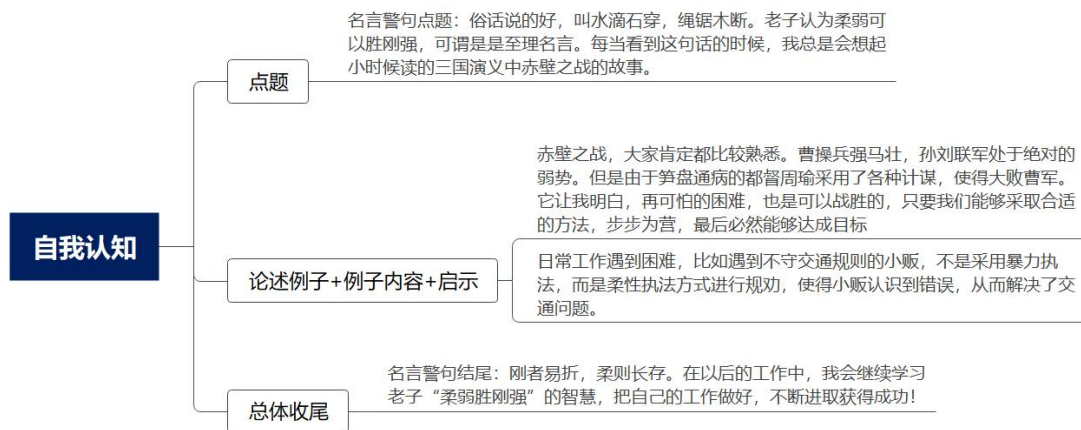 名言警句点题：俗话说的好，叫水滴石穿，绳锯木断。老子认为柔弱可
以胜刚强，可谓是是至理名言。每当看到这句话的时候，我总是会想起
小时候读的三国演义中赤壁之战的故事。
点题
赤壁之战，大家肯定都比较熟悉。曹操兵强马壮，孙刘联军处于绝对的
弱势。但是由于笋盘通病的都督周瑜采用了各种计谋，使得大败曹军。
它让我明白，再可怕的困难，也是可以战胜的，只要我们能够采取合适
的方法，步步为营，最后必然能够达成目标
自我认知
论述例子+例子内容+启示
日常工作遇到困难，比如遇到不守交通规则的小贩，不是采用暴力执
法，而是柔性执法方式进行规劝，使得小贩认识到错误，从而解决了交
通问题。
名言警句结尾：刚者易折，柔则长存。在以后的工作中，我会继续学习
老子“柔弱胜刚强”的智慧，把自己的工作做好，不断进取获得成功！
总体收尾